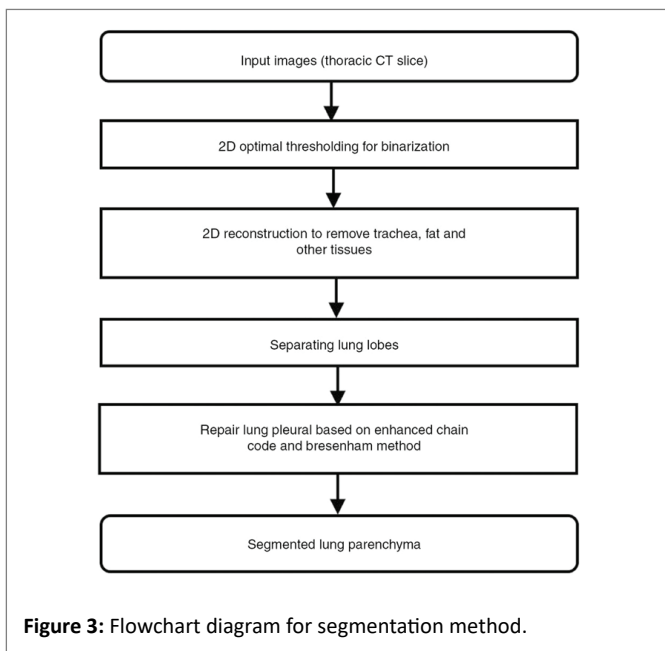 Input images (thoracic CT slice)
2D optimal thresholding for binarization
2D reconstruction to remove trachea, fat and
other tissues
Separating lung lobes
Repair lung pleural based on enhanced chain
code and bresenham method
Segmented lung parenchyma
Figure 3: Flowchart diagram for segmentation method.